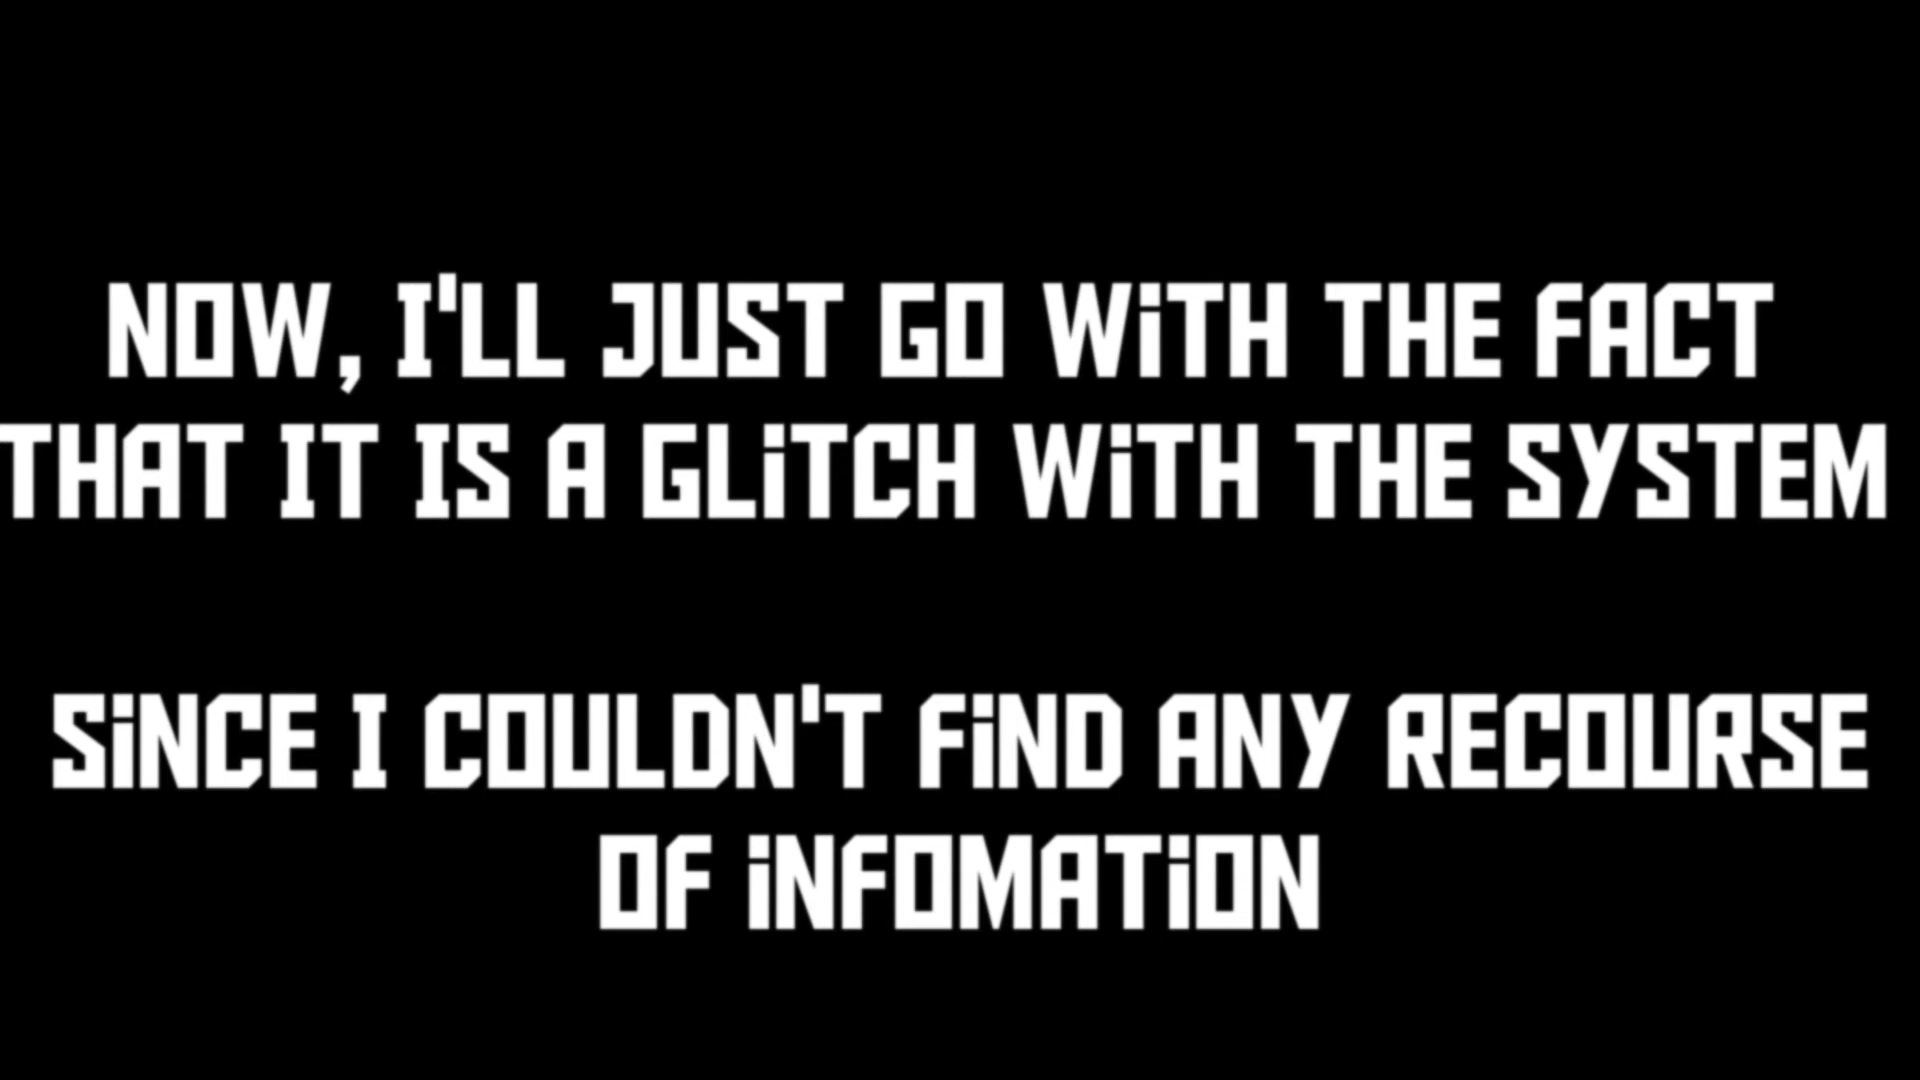 NOW, I'LL JUST GO WiTH THE FACT
THAT IT IS A GLiTCH WiTH THE SYSTEM
SiNCE I COULDN'T FiND ANY RECOURSE
OF iNFOMATiON